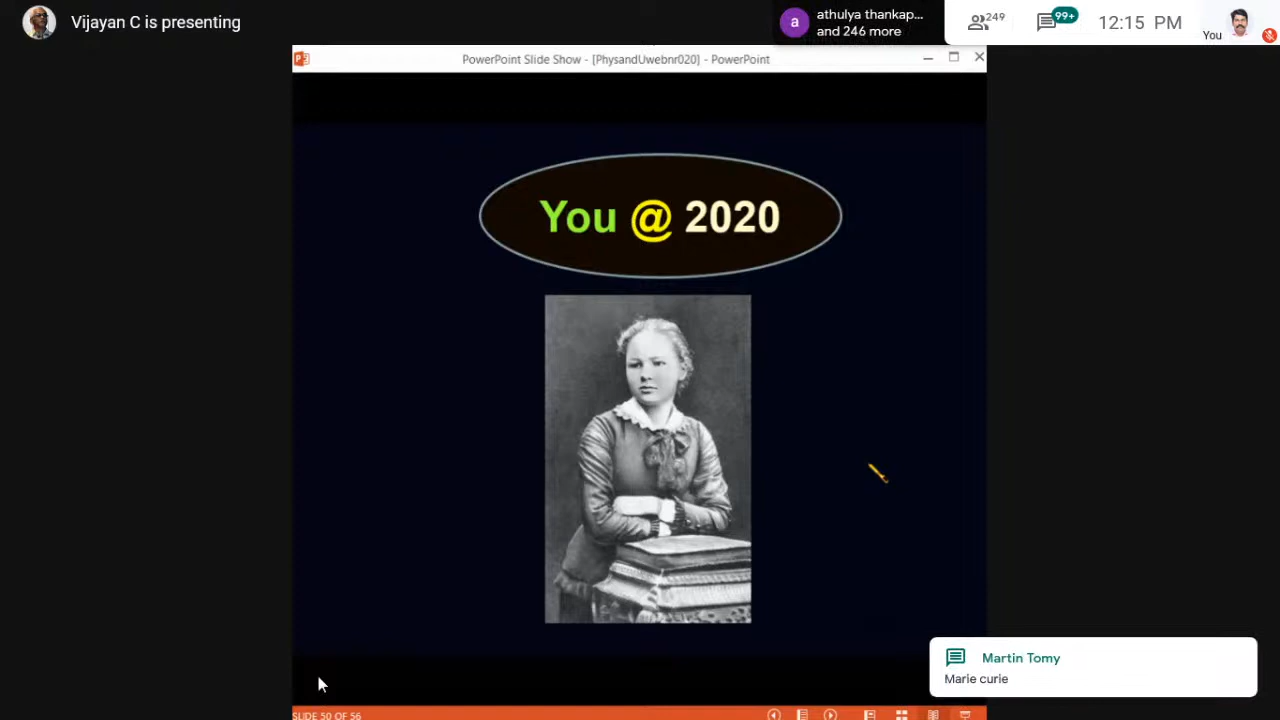 Vijayan C is presenting
a
athulya thankap...
and 246 more
249
99+
12:15 PM
You
PowerPoint Slide Show - [PhysandUwebnr020] - PowerPoint
You @ 2020
Martin Tomy
Marie curie
SLIDE 50 OF 56